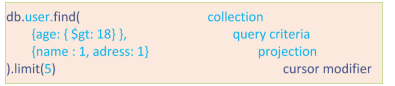 db.user.find( collection
{age: { $gt: 18} }, query criteria
{name : 1, adress: 1} projection
).limit(5) cursor modifier